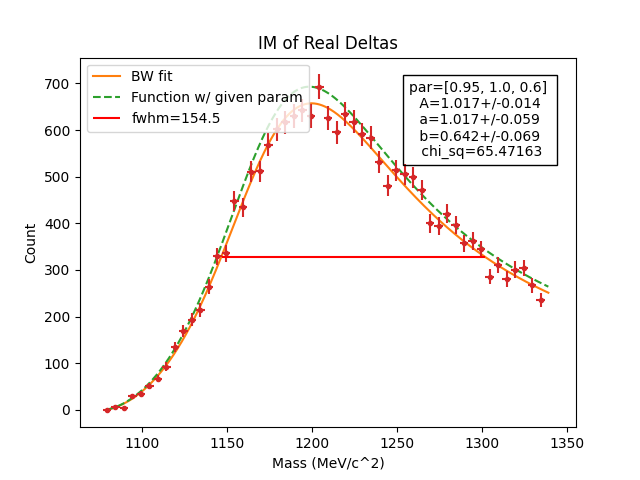 IM of Real Deltas
BW fit
Function w/ given param
fwhm=154.5
par=[0.95, 1.0, 0.6]
A=1.017+/-0.014
a=1.017+/-0.059
b=0.642+/-0.069
chi_sq=65.47163
700
600
500
400
300
200
100
0
Count
1100
1150
1200
1250
1300
1350
Mass (MeV/c^2)